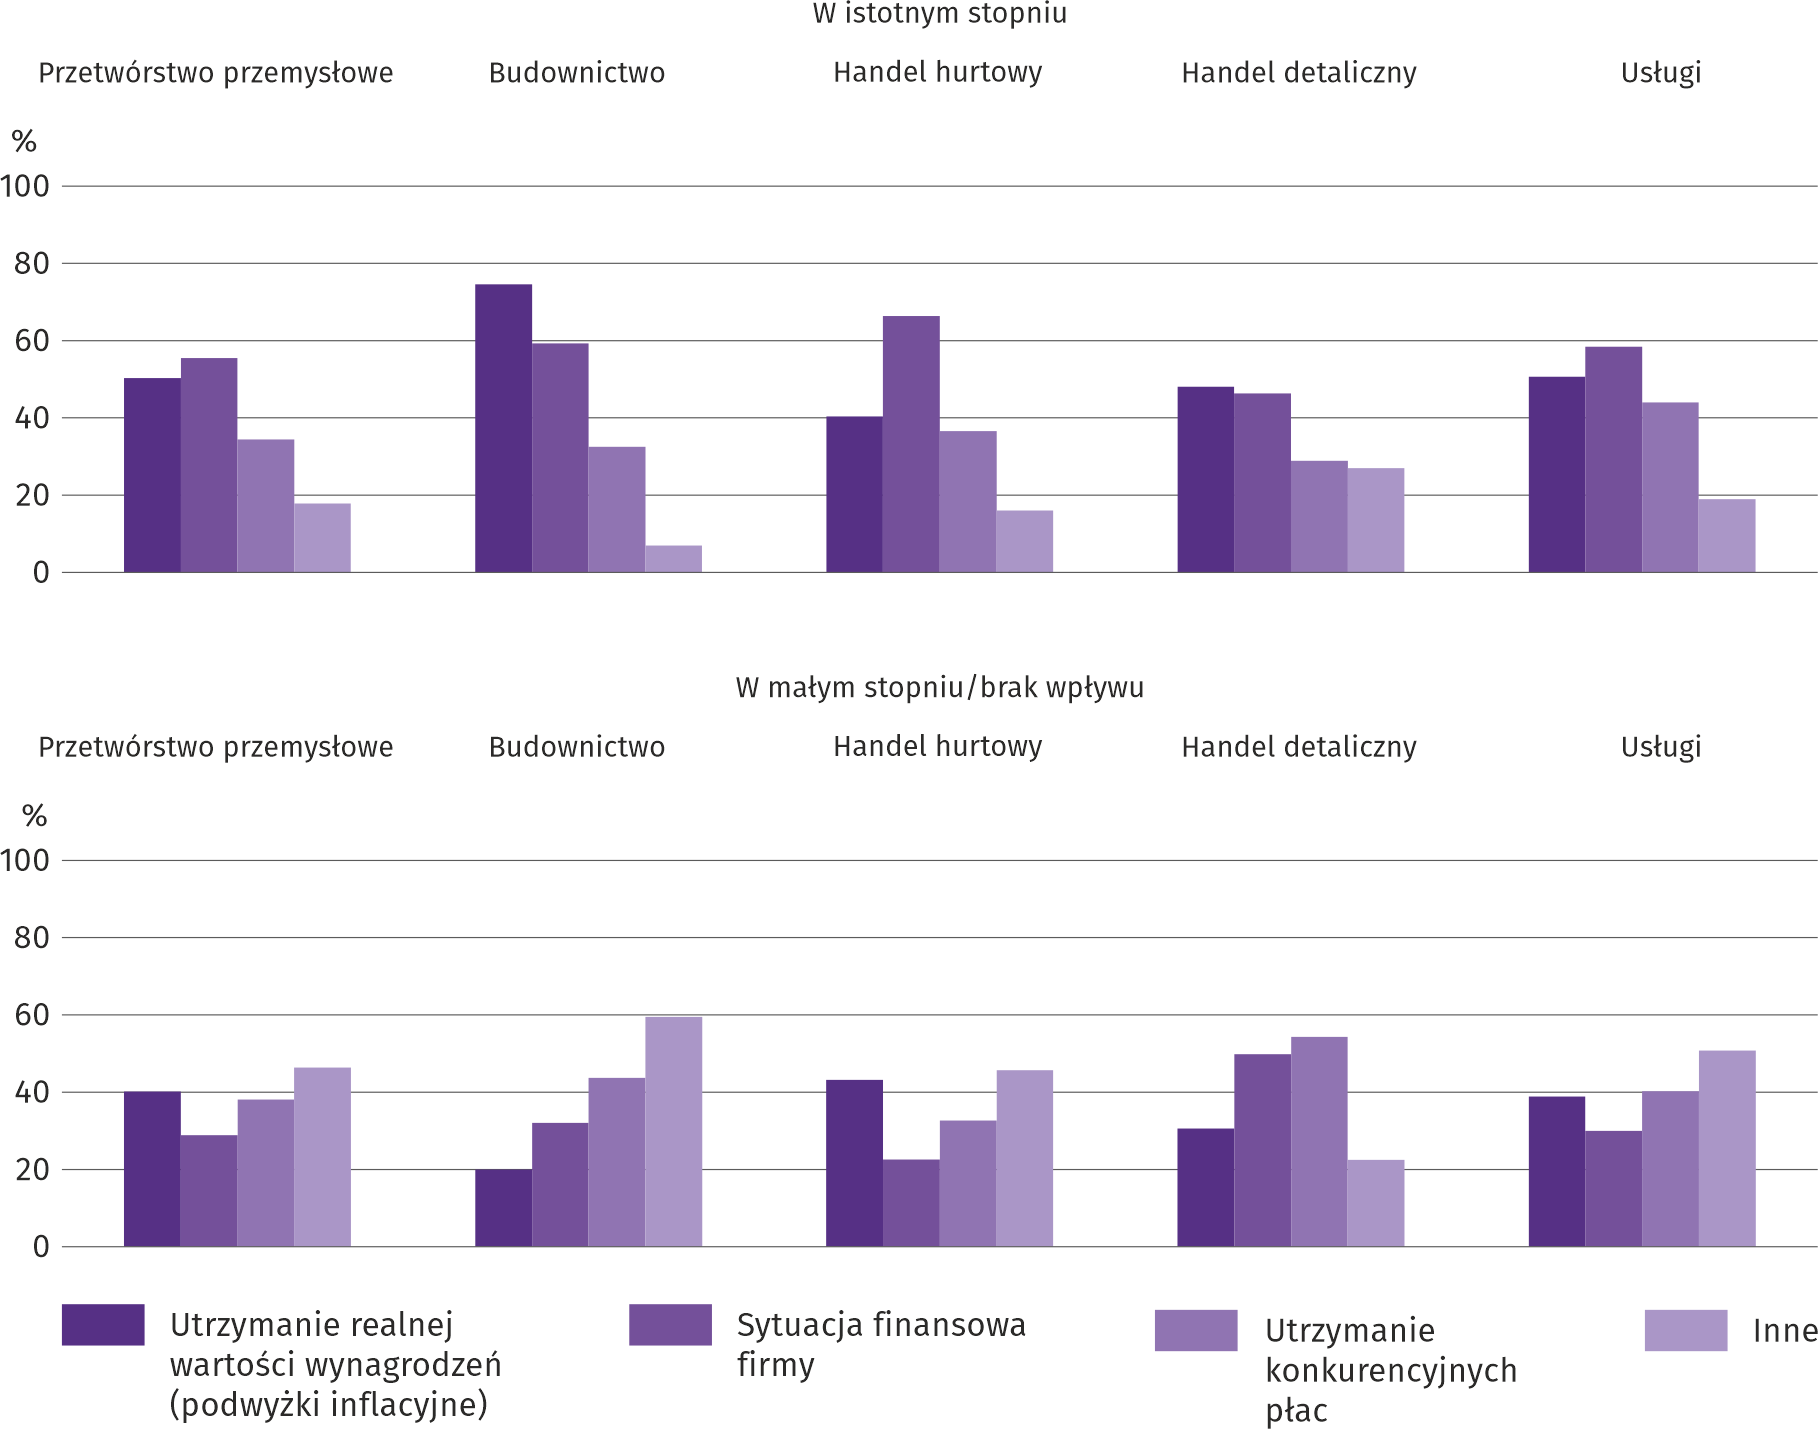 W istotnym stopniu
Przetwórstwo przemysłowe Budownictwo Handel hurtowy Handel detaliczny Usługi
%
100
80
60
40
20
0
W małym stopniu/brak wpływu
Przetwórstwo przemysłowe Budownictwo Handel hurtowy Handel detaliczny Usługi
%
100
80
60
40
20
0
Utrzymanie realnej
wartości wynagrodzeń
(podwyżki inflacyjne)
Sytuacja finansowa
firmy
Utrzymanie
konkurencyjnych
płac
Inne